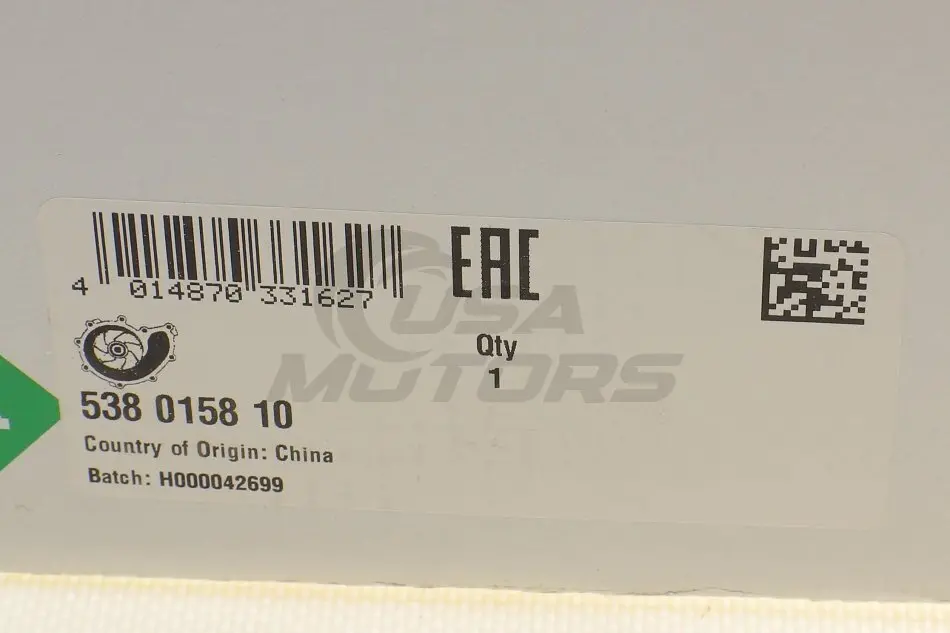 4 014870 331627
EAC
USA
MOTORS
Qty
1
538 0158 10
Country of Origin: China
Batch: H000042699